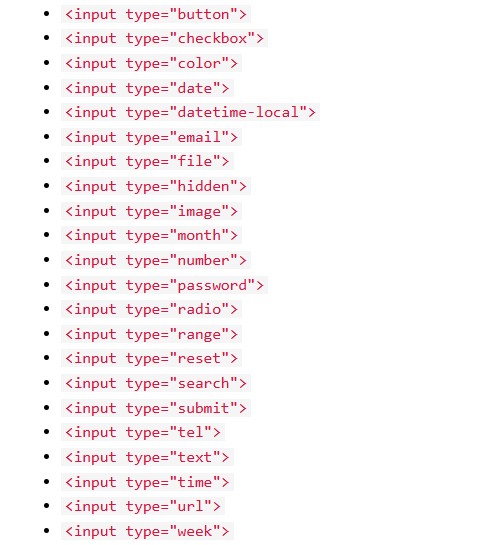 <input type="button">
<input type="checkbox">
<input type="color">
<input type="date">
<input type="datetime-local">
<input type="email">
<input type="file">
<input type="hidden">
<input type="image">
<input type="month">
<input type="number">
<input type="password">
<input type="radio">
<input type="range">
<input type="reset">
<input type="search">
<input type="submit">
<input type="tel">
<input type="text">
<input type="time">
<input type="url">
<input type="week">